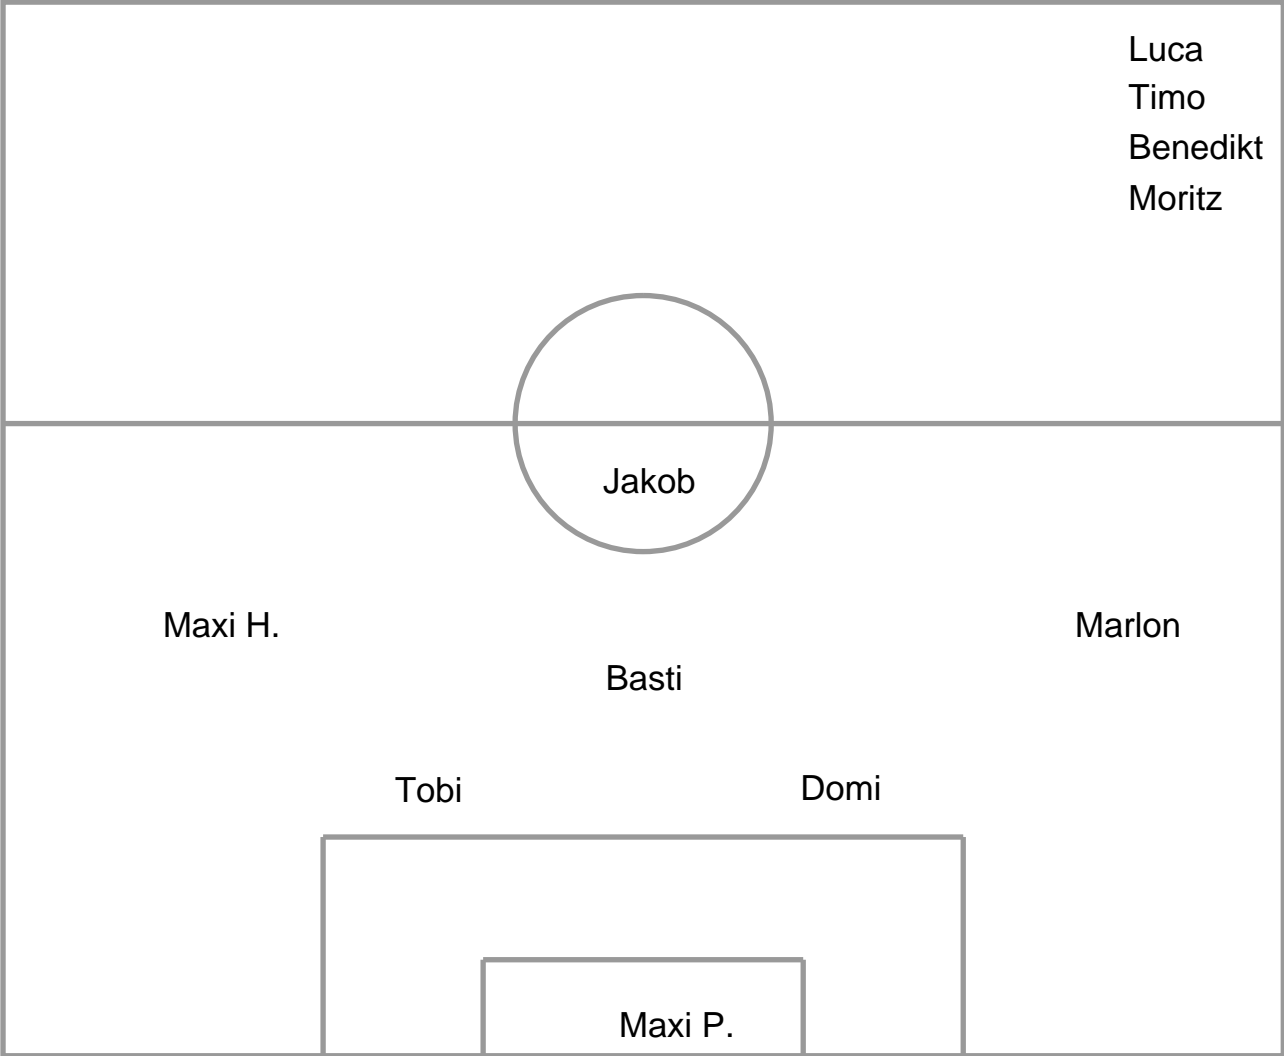 Luca
Timo
Benedikt
Moritz
Jakob
Maxi H.
Marlon
Basti
Tobi
Domi
Maxi P.